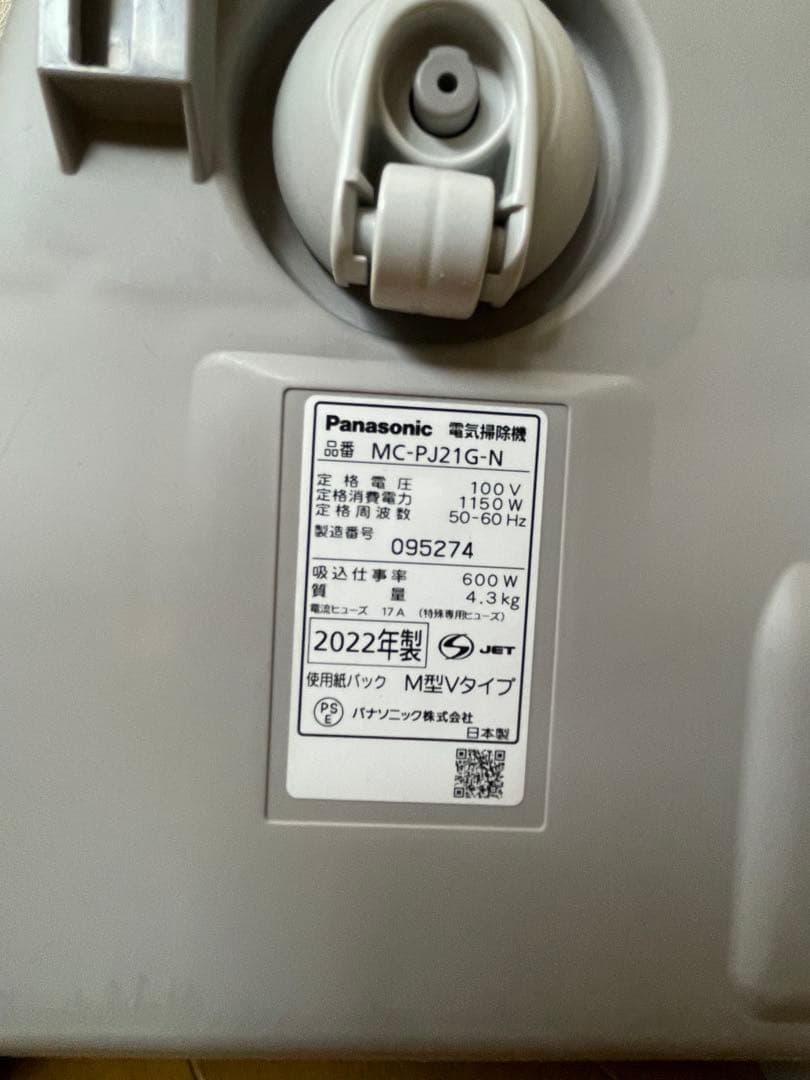 Panasonic 電気掃除機
品番 MC-PJ21G-N
定格電圧 100V
定格消費電力 1150W
定格周波数 50-60Hz
製造番号
095274
吸込仕事率 600W
質量 4.3kg
電流ヒューズ 17A (特殊専用ヒューズ)
2022年製 JET
使用紙パック M型Vタイプ
PSE パナソニック株式会社
日本製